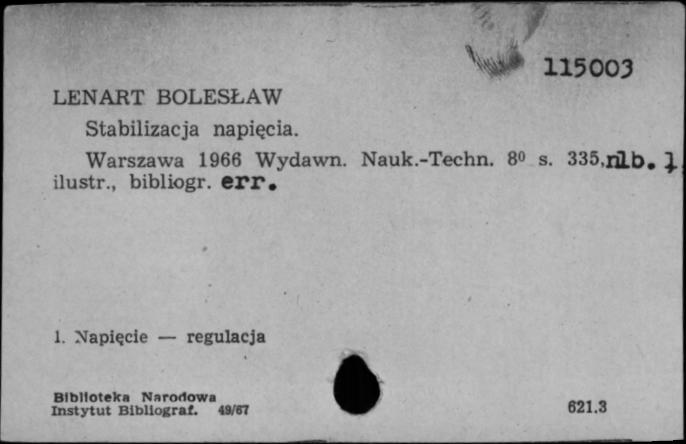 115003
LENART BOLESŁAW
Stabilizacja napięcia.
Warszawa 1966 Wydawn. Nauk.-Techn. 8⁰ s. 335, nlb. 1,
ilustr., bibliogr. err.
1. Napięcie — regulacja
Biblioteka Narodowa
Instytut Bibliograf. 49/67
621.3